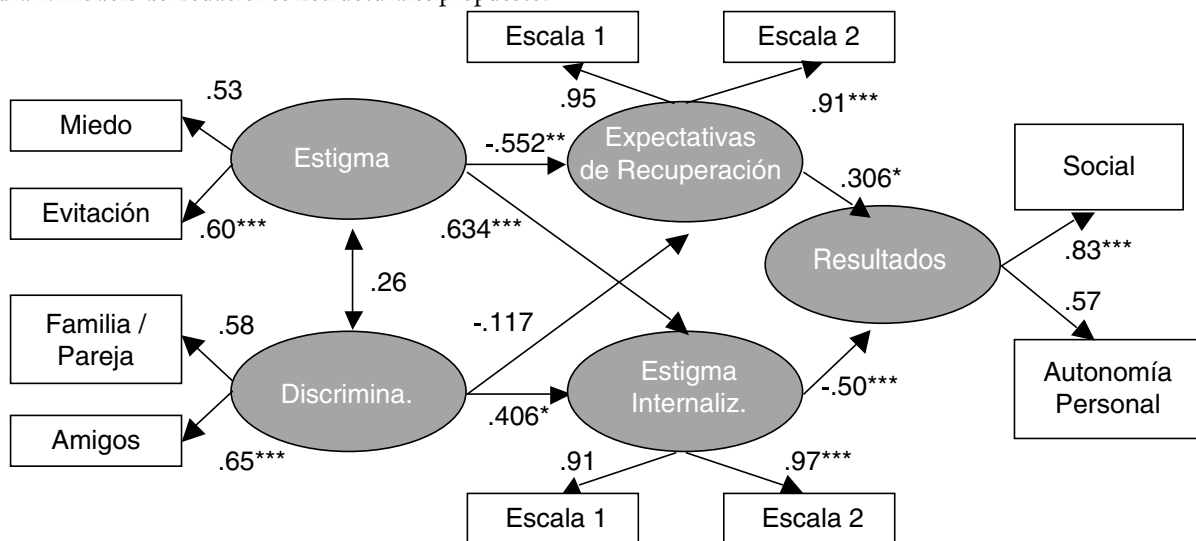 Escala 1
Escala 2
.53
.95
.91***
Miedo
Estigma
-.552**
Expectativas
de Recuperación
Social
.306*
Evitación
.60***
.634***
Resultados
.83***
.26
Familia /
Pareja
.58
-.117
.57
Discrimina.
Estigma
Internaliz.
-.50***
Autonomía
Personal
.406*
Amigos
.65***
.91
.97***
Escala 1
Escala 2